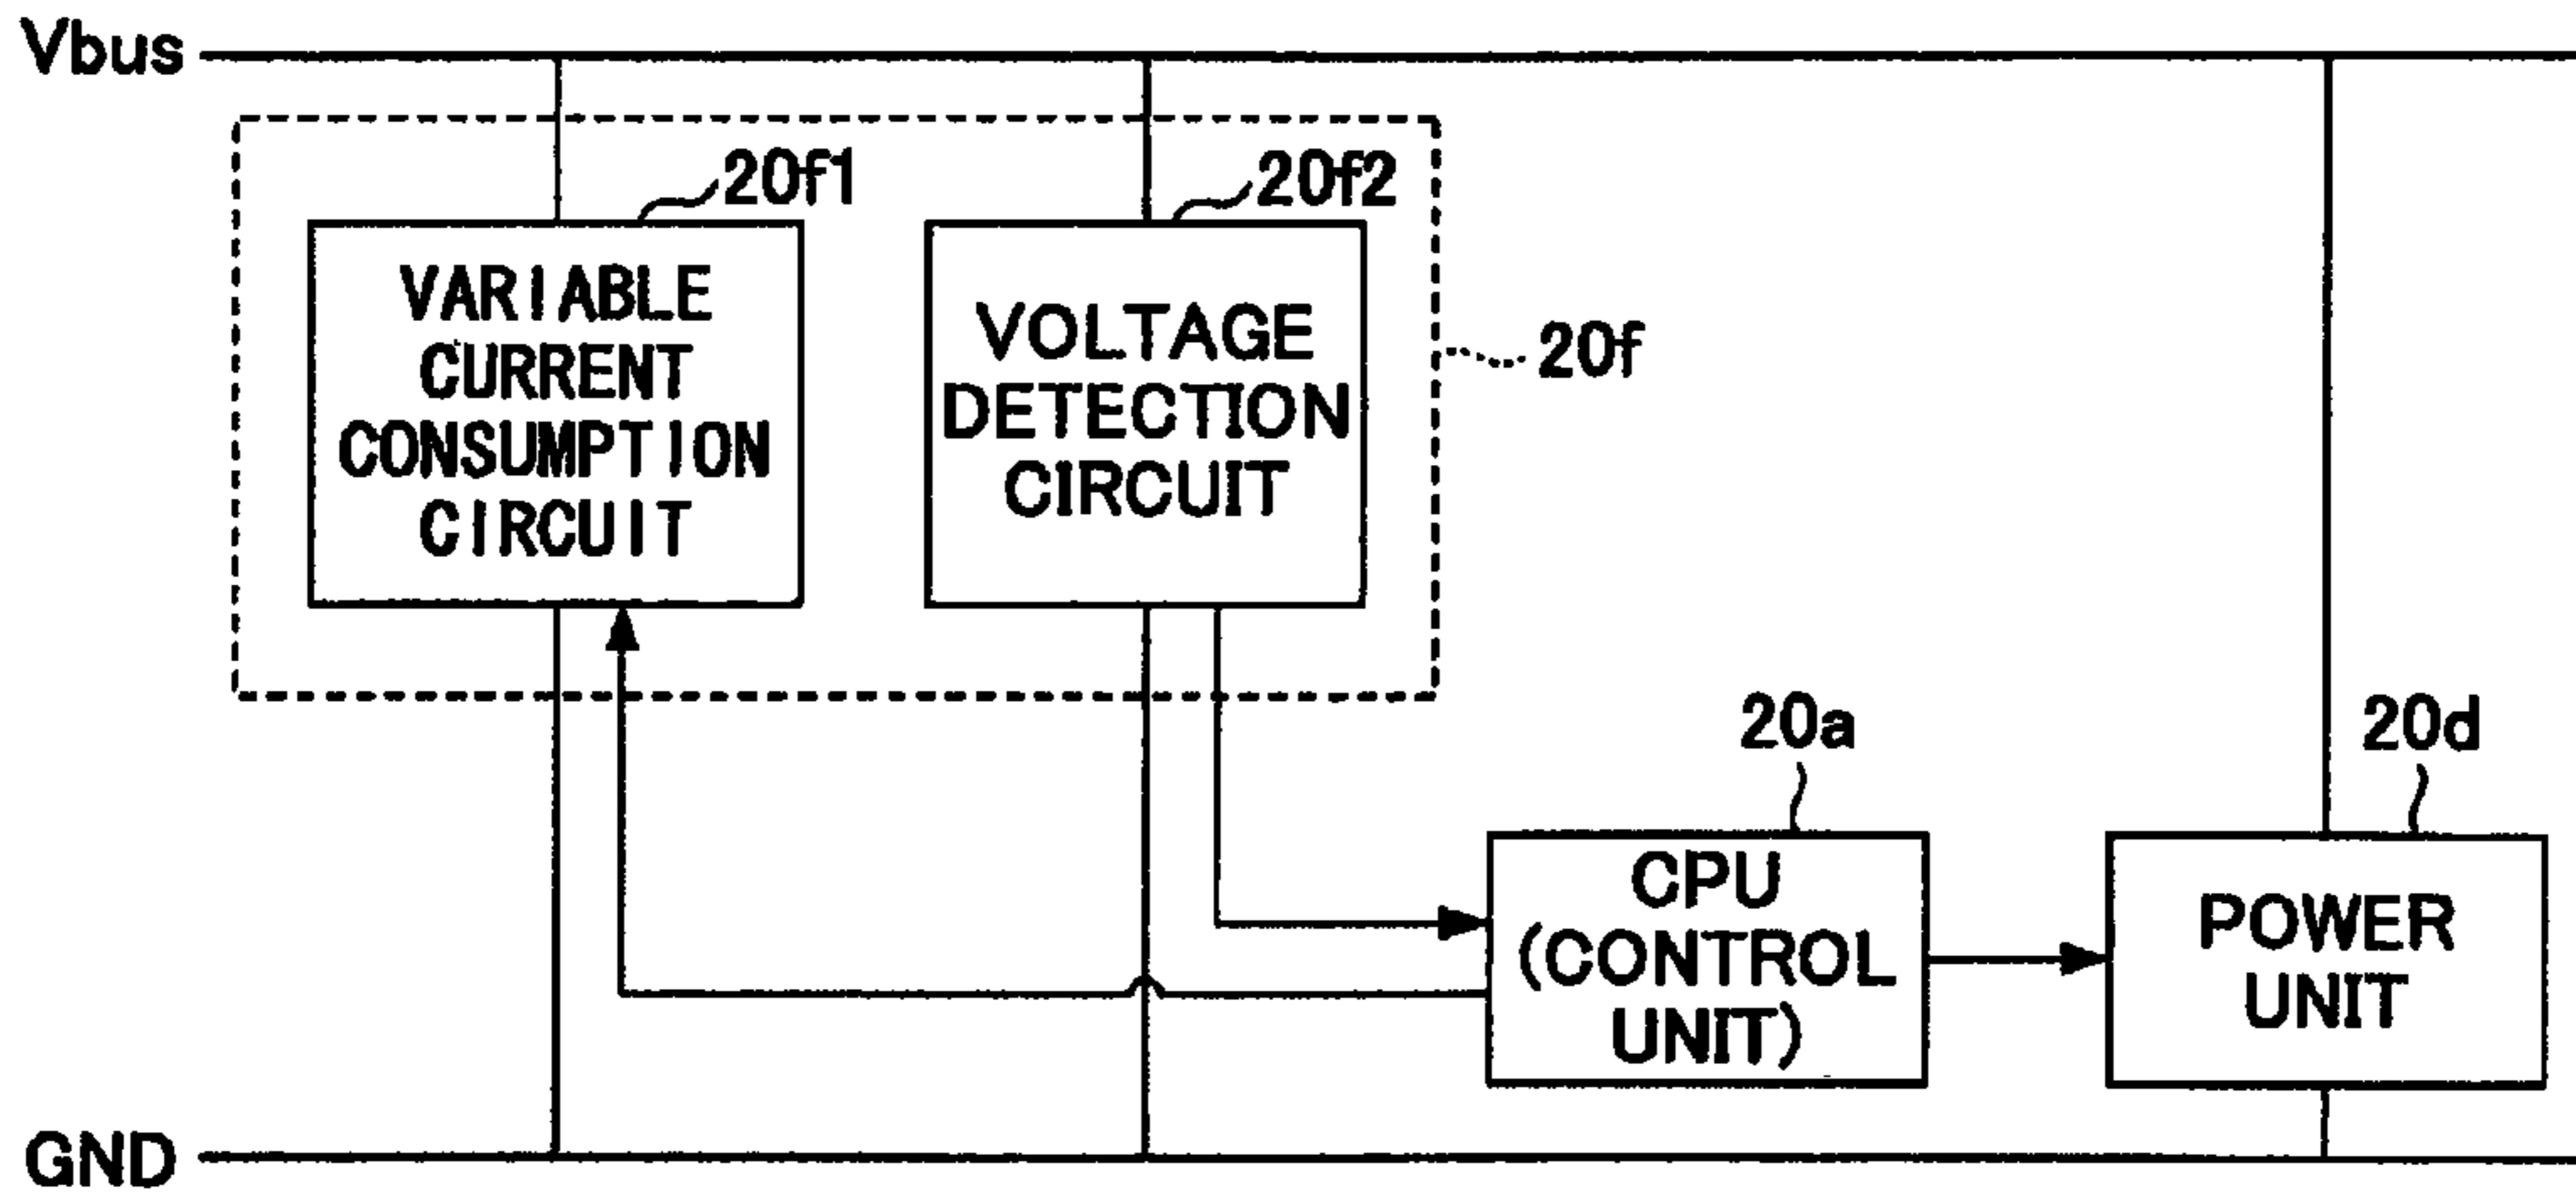 Vbus
20f1
20f2
VARIABLE
CURRENT
CONSUMPTION
CIRCUIT
VOLTAGE
DETECTION
CIRCUIT
20f
20a
20d
CPU
(CONTROL
UNIT)
POWER
UNIT
GND